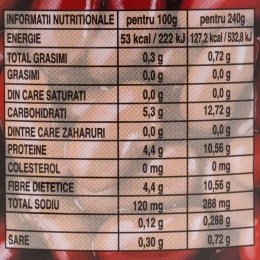 INFORMATII NUTRITIONALE pentru 100g pentru 240g
ENERGIE 53 kcal / 222 kJ 127,2 kcal / 532,8 kJ
TOTAL GRASIMI 0,3 g 0,72 g
GRASIMI 0,0 g 0,0 g
DIN CARE SATURATI 0,0 g 0,0 g
CARBOHIDRATI 5,3 g 12,72 g
DINTRE CARE ZAHARURI 0,0 g 0,0 g
PROTEINE 4,4 g 10,56 g
COLESTEROL 0 mg 0 mg
FIBRE DIETETICE 4,4 g 10,56 g
TOTAL SODIU 120 mg 288 mg
0,12 g 0,288 g
SARE 0,30 g 0,72 g